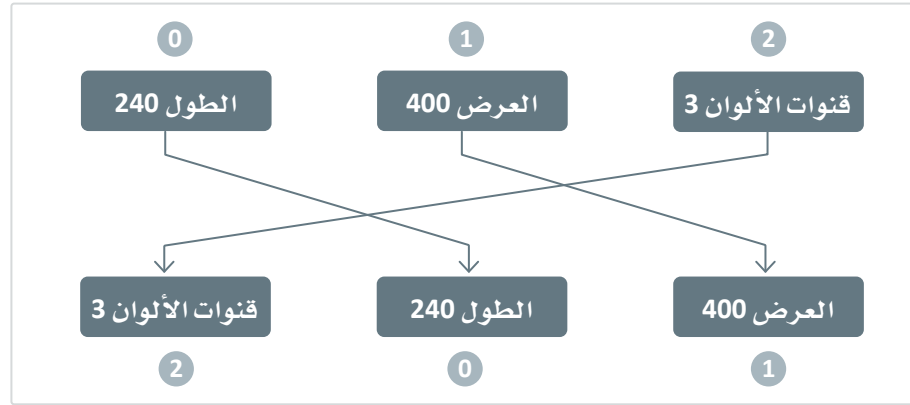 0 1 2
الطول 240
العرض 400
قنوات الألوان 3
قنوات الألوان 3
الطول 240
العرض 400
2 0 1